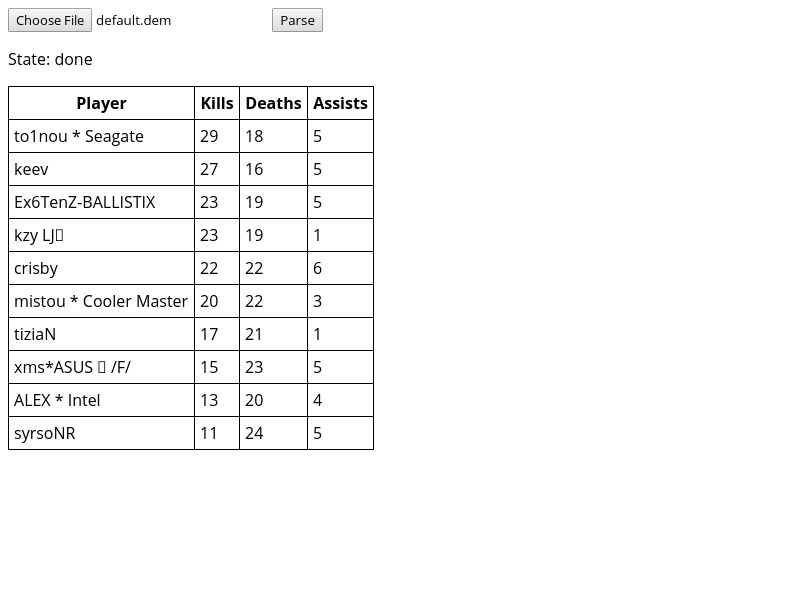 Choose File default.dem Parse
State: done
Player Kills Deaths Assists
to1nou * Seagate 29 18 5
keev 27 16 5
Ex6TenZ-BALLISTIX 23 19 5
kzy LJ▯ 23 19 1
crisby 22 22 6
mistou * Cooler Master 20 22 3
tiziaN 17 21 1
xms*ASUS ▯ /F/ 15 23 5
ALEX * Intel 13 20 4
syrsoNR 11 24 5